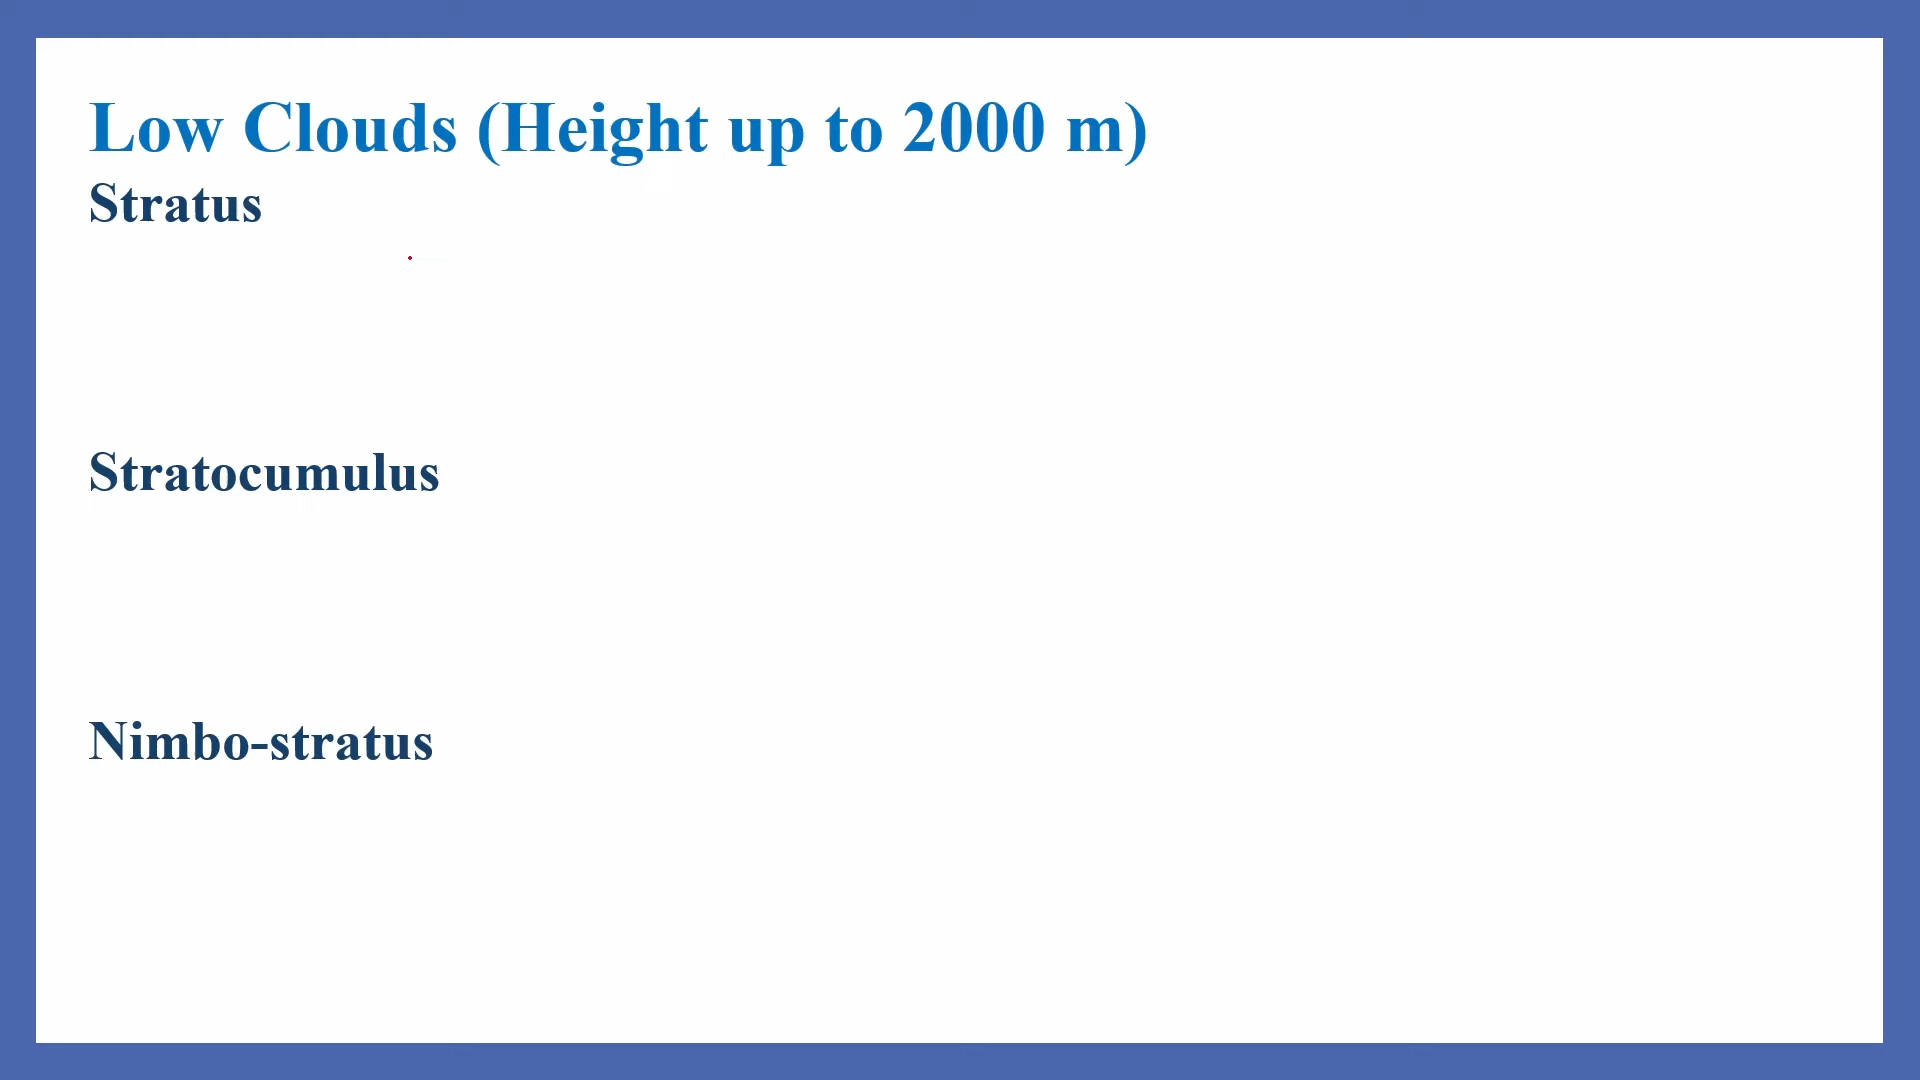 Low Clouds (Height up to 2000 m)
Stratus
Stratocumulus
Nimbo-stratus